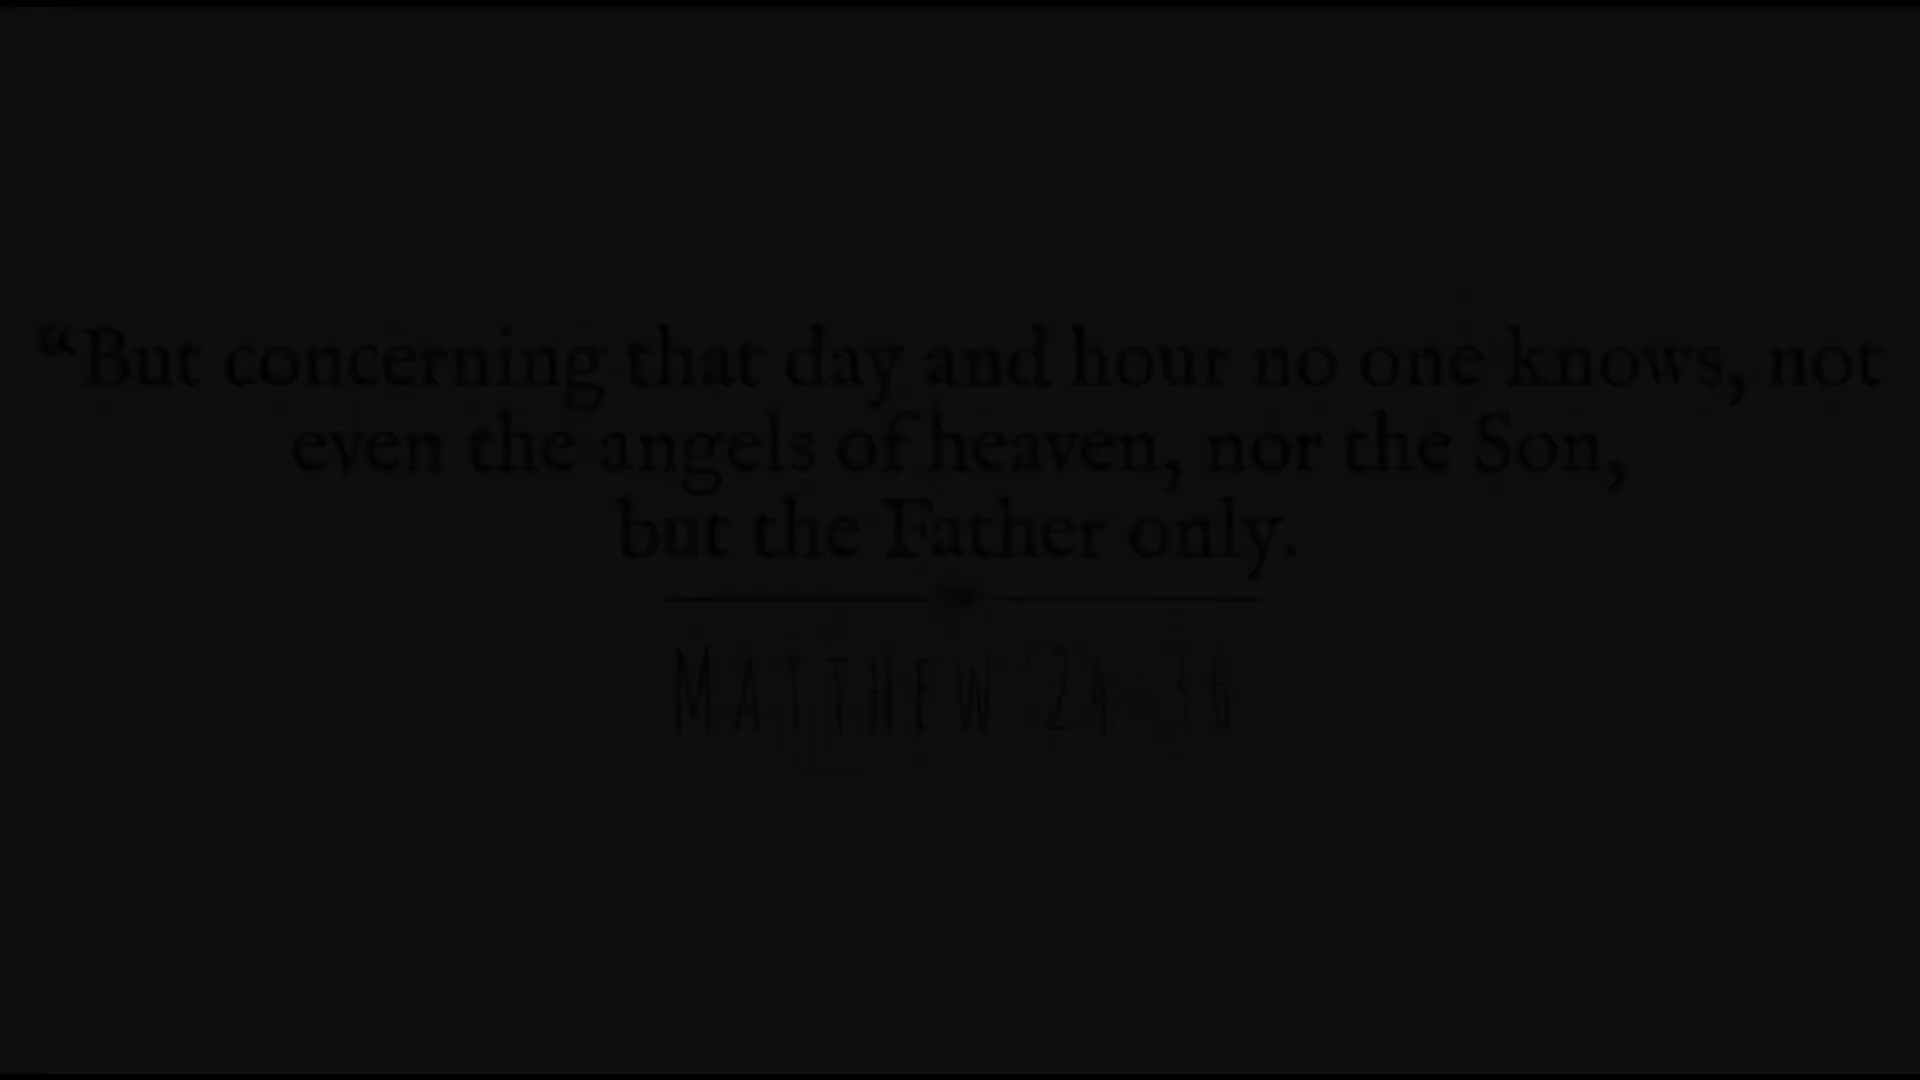 “But concerning that day and hour no one knows, not
even the angels of heaven, nor the Son,
but the Father only.
MATTHEW 24:36